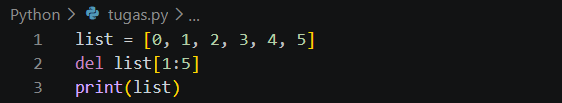 Python > tugas.py > ...
1 list = [0, 1, 2, 3, 4, 5]
2 del list[1:5]
3 print(list)